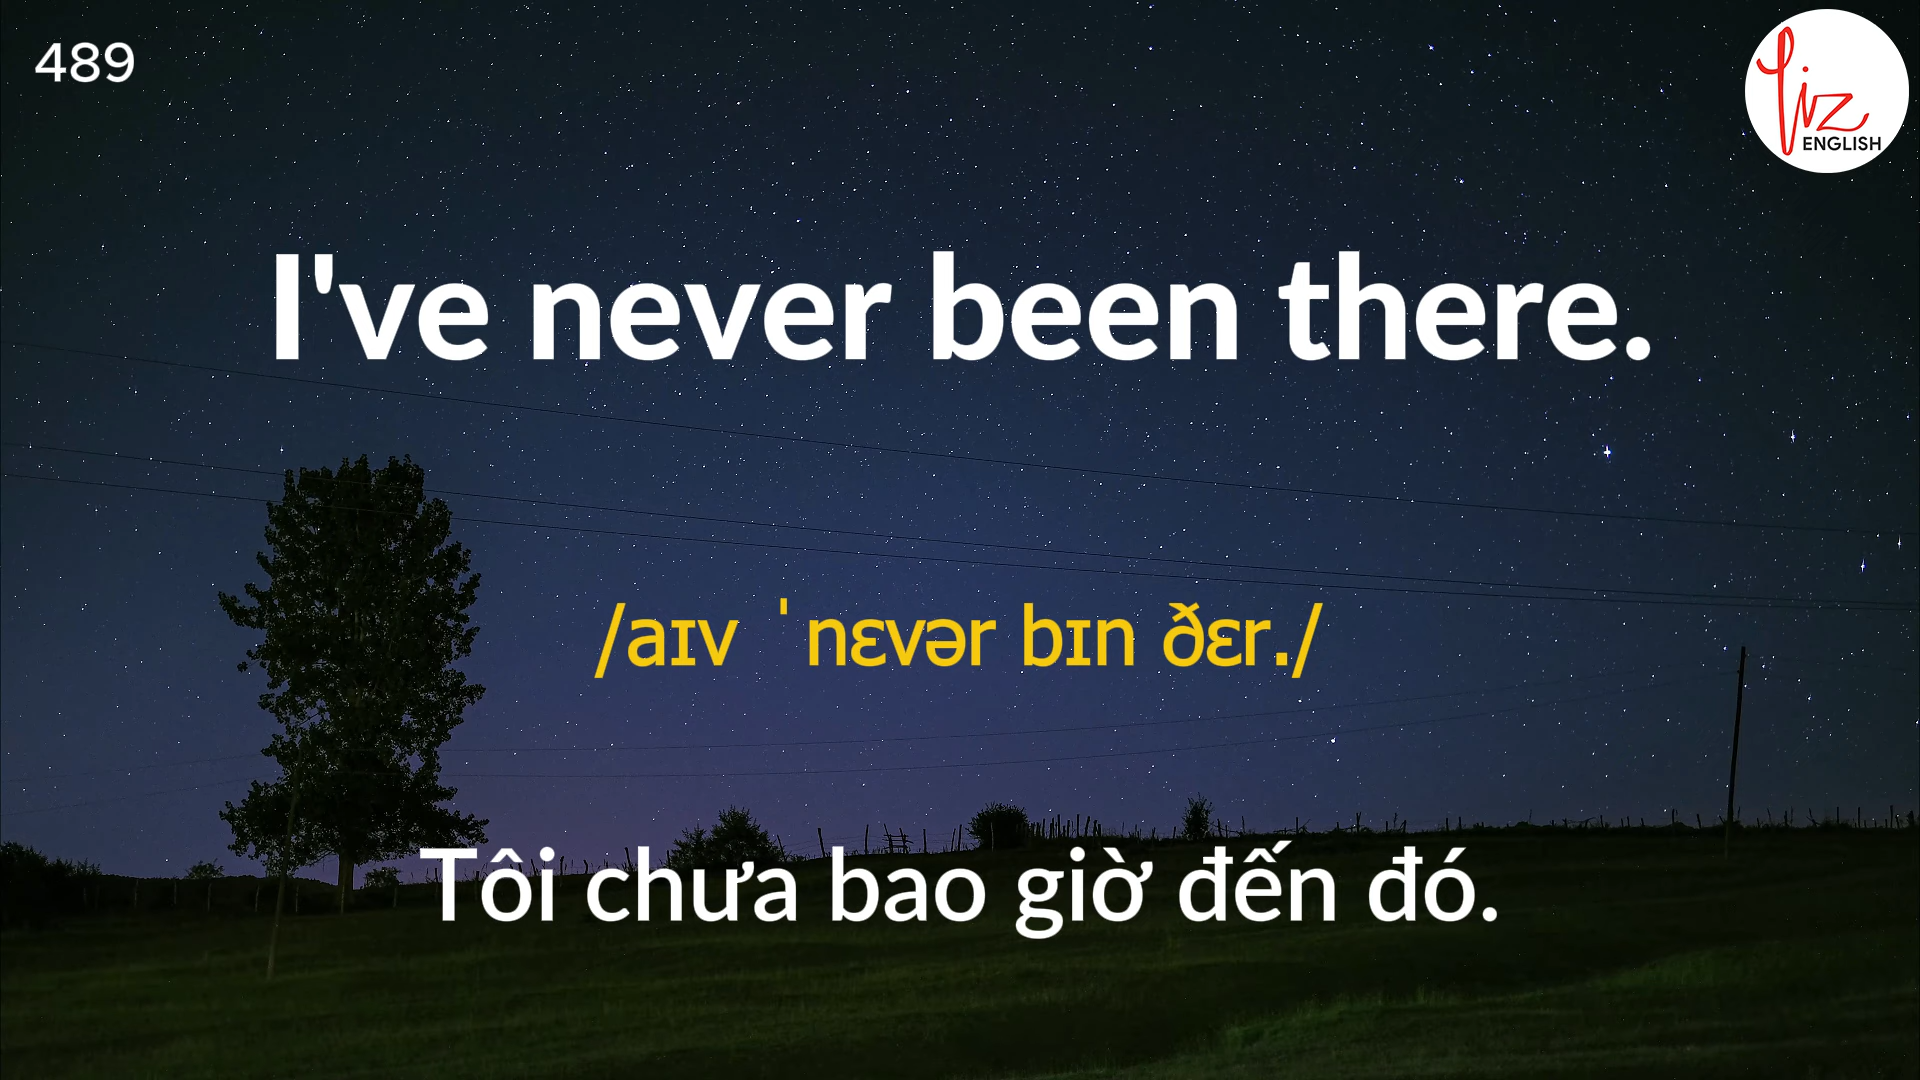 489
Liz
ENGLISH
I've never been there.
/aɪv ˈnɛvər bɪn ðɛr./
Tôi chưa bao giờ đến đó.